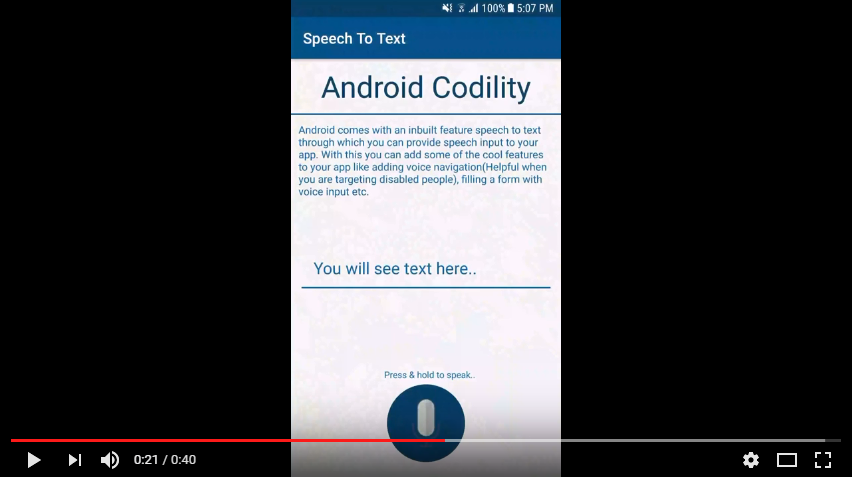 100% 5:07 PM
Speech To Text
Android Codility
Android comes with an inbuilt feature speech to text
through which you can provide speech input to your
app. With this you can add some of the cool features
to your app like adding voice navigation(Helpful when
you are targeting disabled people), filling a form with
voice input etc.
You will see text here..
Press & hold to speak..
0:21 / 0:40